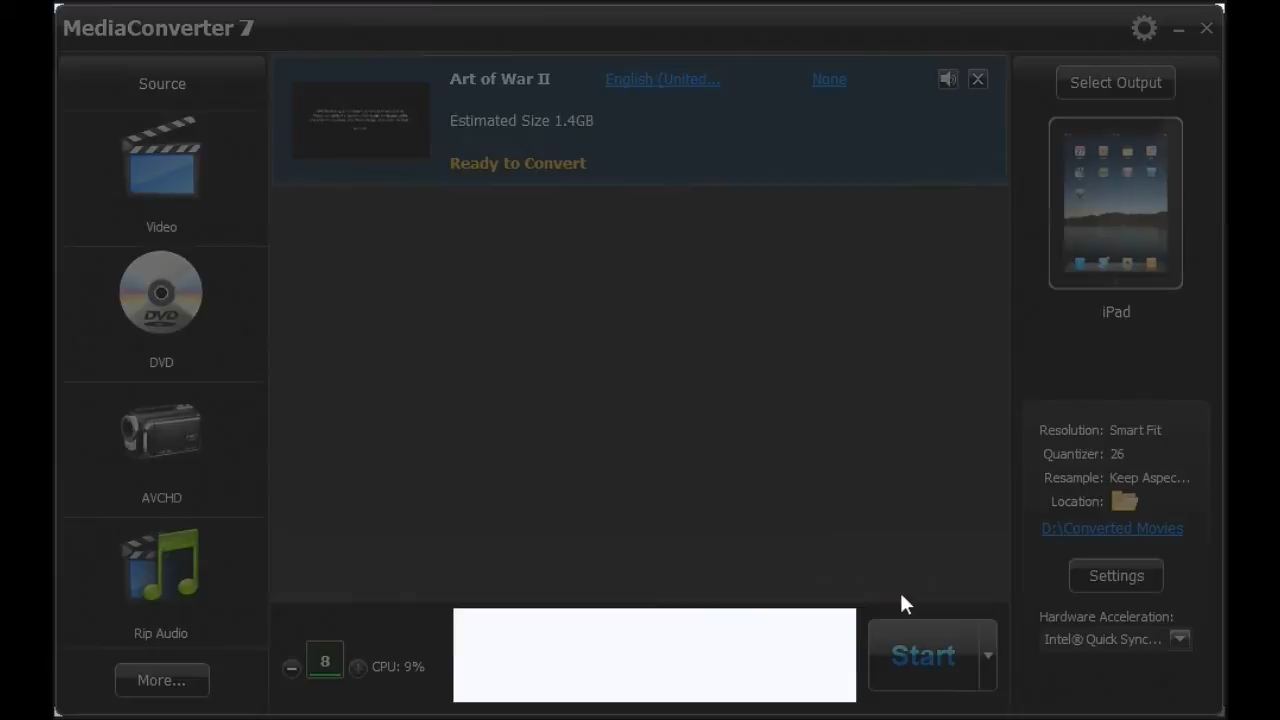 MediaConverter 7
Source
Video
DVD
DVD
AVCHD
Rip Audio
More...
Art of War II
English (United...
None
Estimated Size 1.4GB
Ready to Convert
8
CPU: 9%
Start
Select Output
iPad
Resolution: Smart Fit
Quantizer: 26
Resample: Keep Aspec...
Location:
D:\Converted Movies
Settings
Hardware Acceleration:
Intel® Quick Sync...